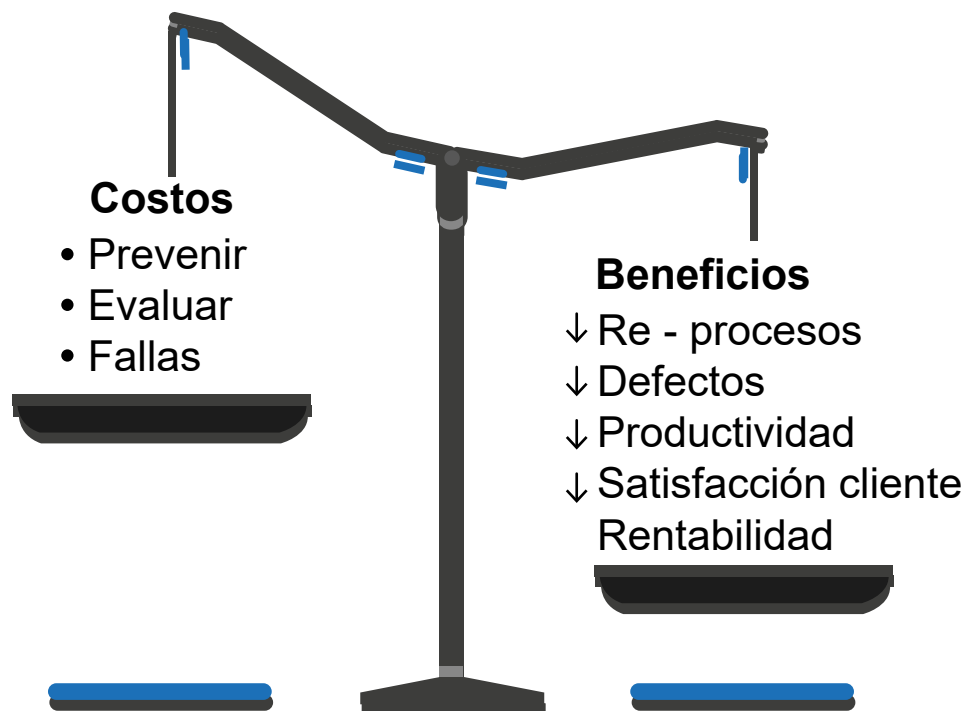 Costos
• Prevenir
• Evaluar
• Fallas
Beneficios
↓ Re - procesos
↓ Defectos
↓ Productividad
↓ Satisfacción cliente
Rentabilidad